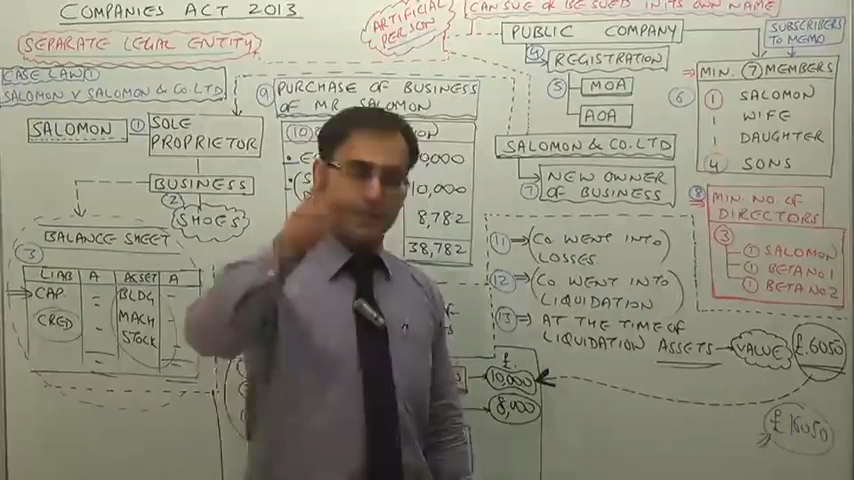 COMPANIES ACT 2013
SEPARATE LEGAL ENTITY
CASE LAW ①
SALOMON V SALOMON & CO. LTD
SALOMON
①
SOLE
PROPRIETOR
BUSINESS
②
SHOES
③
BALANCE SHEET
LIAB A ASSET A
CAP
CRED
BLDG
MACH
STOCK
⑨ PURCHASE OF BUSINESS
OF MR. SALOMON
⑩
10,000
8,782
38,782
£.
10,000
8,000
ARTIFICIAL
PERSON
CAN SUE OR BE SUED IN ITS OWN NAME
PUBLIC COMPANY
④ REGISTRATION
⑤
MOA
AOA
SALOMON & CO. LTD
⑦
NEW OWNER
OF BUSINESS
SUBSCRIBERS
TO MEMO
⑥
MIN. ⑦ MEMBERS
1 SALOMON
1 WIFE
1 DAUGHTER
4 SONS
⑧ MIN. NO. OF
DIRECTORS
③
① SALOMON
① BETA NO 1
① BETA NO 2
⑪ ⇒ CO. WENT INTO
LOSSES
⑫ ⇒ CO WENT INTO
LIQUIDATION
⑬ ⇒ AT THE TIME OF
LIQUIDATION ASSETS → VALUE £.6050
£16050